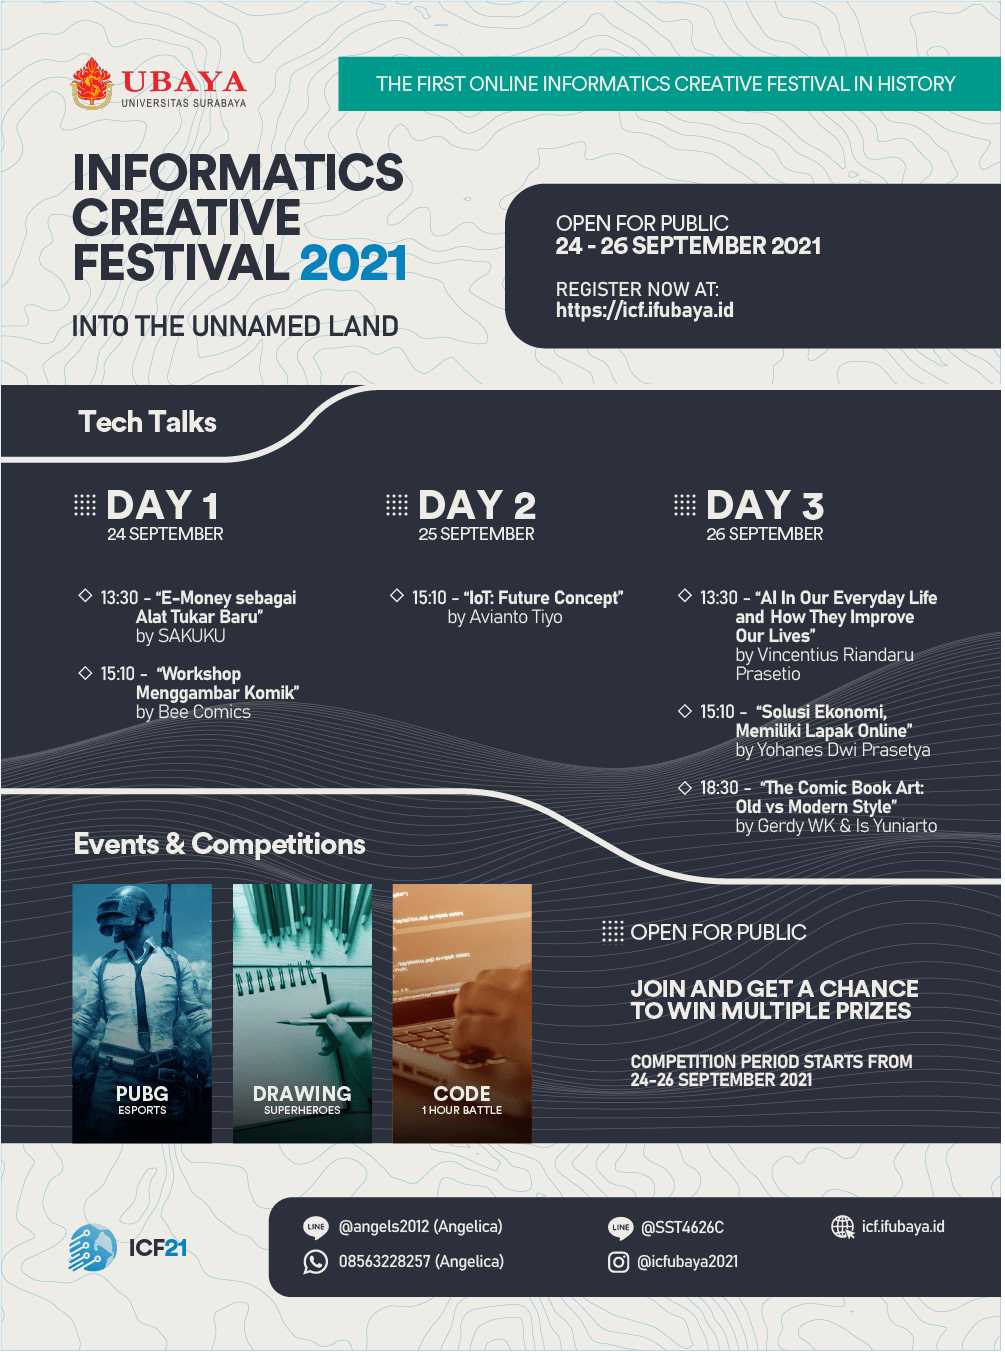 UBAYA
UNIVERSITAS SURABAYA
THE FIRST ONLINE INFORMATICS CREATIVE FESTIVAL IN HISTORY
INFORMATICS
CREATIVE
FESTIVAL 2021
INTO THE UNNAMED LAND
OPEN FOR PUBLIC
24 - 26 SEPTEMBER 2021
REGISTER NOW AT:
https://icf.ifubaya.id
Tech Talks
DAY 1
24 SEPTEMBER
13:30 - “E-Money sebagai
Alat Tukar Baru”
by SAKUKU
15:10 - “Workshop
Menggambar Komik”
by Bee Comics
DAY 2
25 SEPTEMBER
15:10 - “IoT: Future Concept”
by Avianto Tiyo
DAY 3
26 SEPTEMBER
13:30 - “AI In Our Everyday Life
and How They Improve
Our Lives”
by Vincentius Riandaru
Prasetio
15:10 - “Solusi Ekonomi,
Memiliki Lapak Online”
by Yohanes Dwi Prasetya
18:30 - “The Comic Book Art:
Old vs Modern Style”
by Gerdy WK & Is Yuniarto
Events & Competitions
PUBG
ESPORTS
DRAWING
SUPERHEROES
CODE
1 HOUR BATTLE
OPEN FOR PUBLIC
JOIN AND GET A CHANCE
TO WIN MULTIPLE PRIZES
COMPETITION PERIOD STARTS FROM
24-26 SEPTEMBER 2021
ICF21
LINE @angels2012 (Angelica)
08563228257 (Angelica)
LINE @SST4626C
@icfubaya2021
icf.ifubaya.id